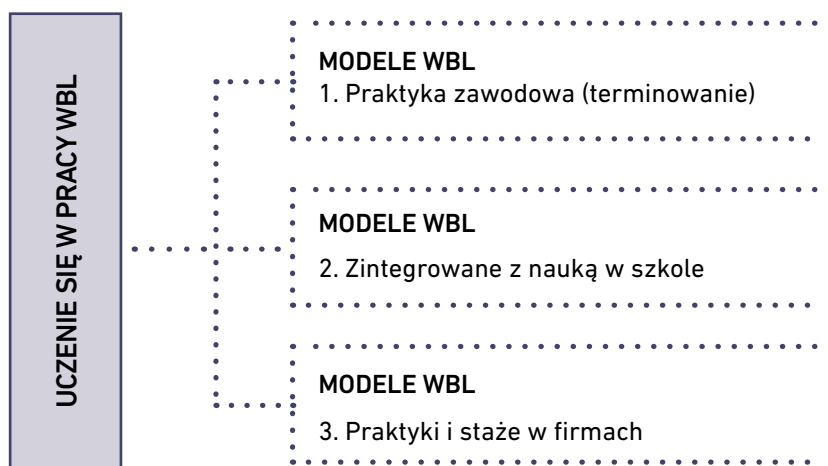 UCZENIE SIĘ W PRACY WBL
MODELE WBL
1. Praktyka zawodowa (terminowanie)
MODELE WBL
2. Zintegrowane z nauką w szkole
MODELE WBL
3. Praktyki i staże w firmach